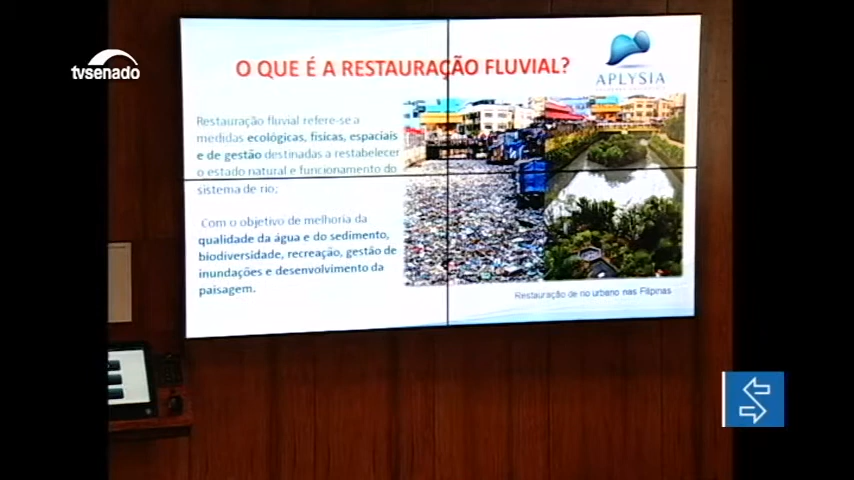 tvsenado
O QUE É A RESTAURAÇÃO FLUVIAL?
APLYSIA
Restauração fluvial refere-se a
medidas ecológicas, físicas, espaciais
e de gestão destinadas a restabelecer
o estado natural e funcionamento do
sistema de rio;
Com o objetivo de melhoria da
qualidade da água e do sedimento,
biodiversidade, recreação, gestão de
inundações e desenvolvimento da
paisagem.
Restauração de rio urbano nas Filipinas